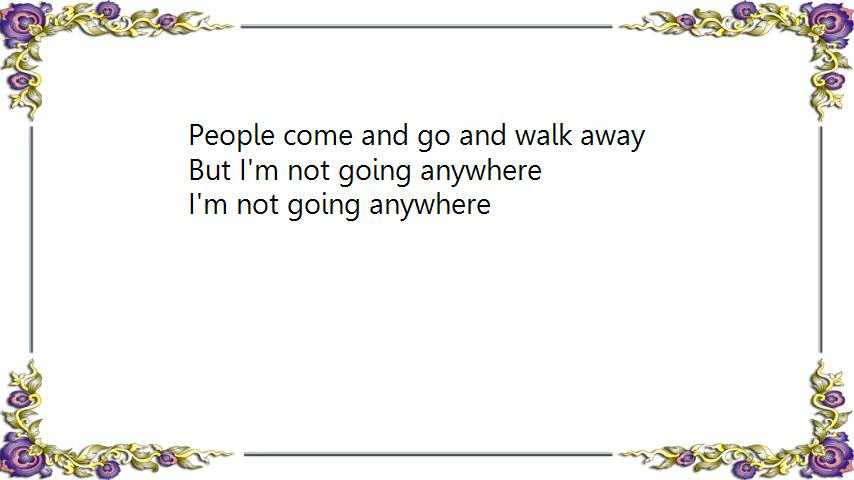 People come and go and walk away
But I'm not going anywhere
I'm not going anywhere